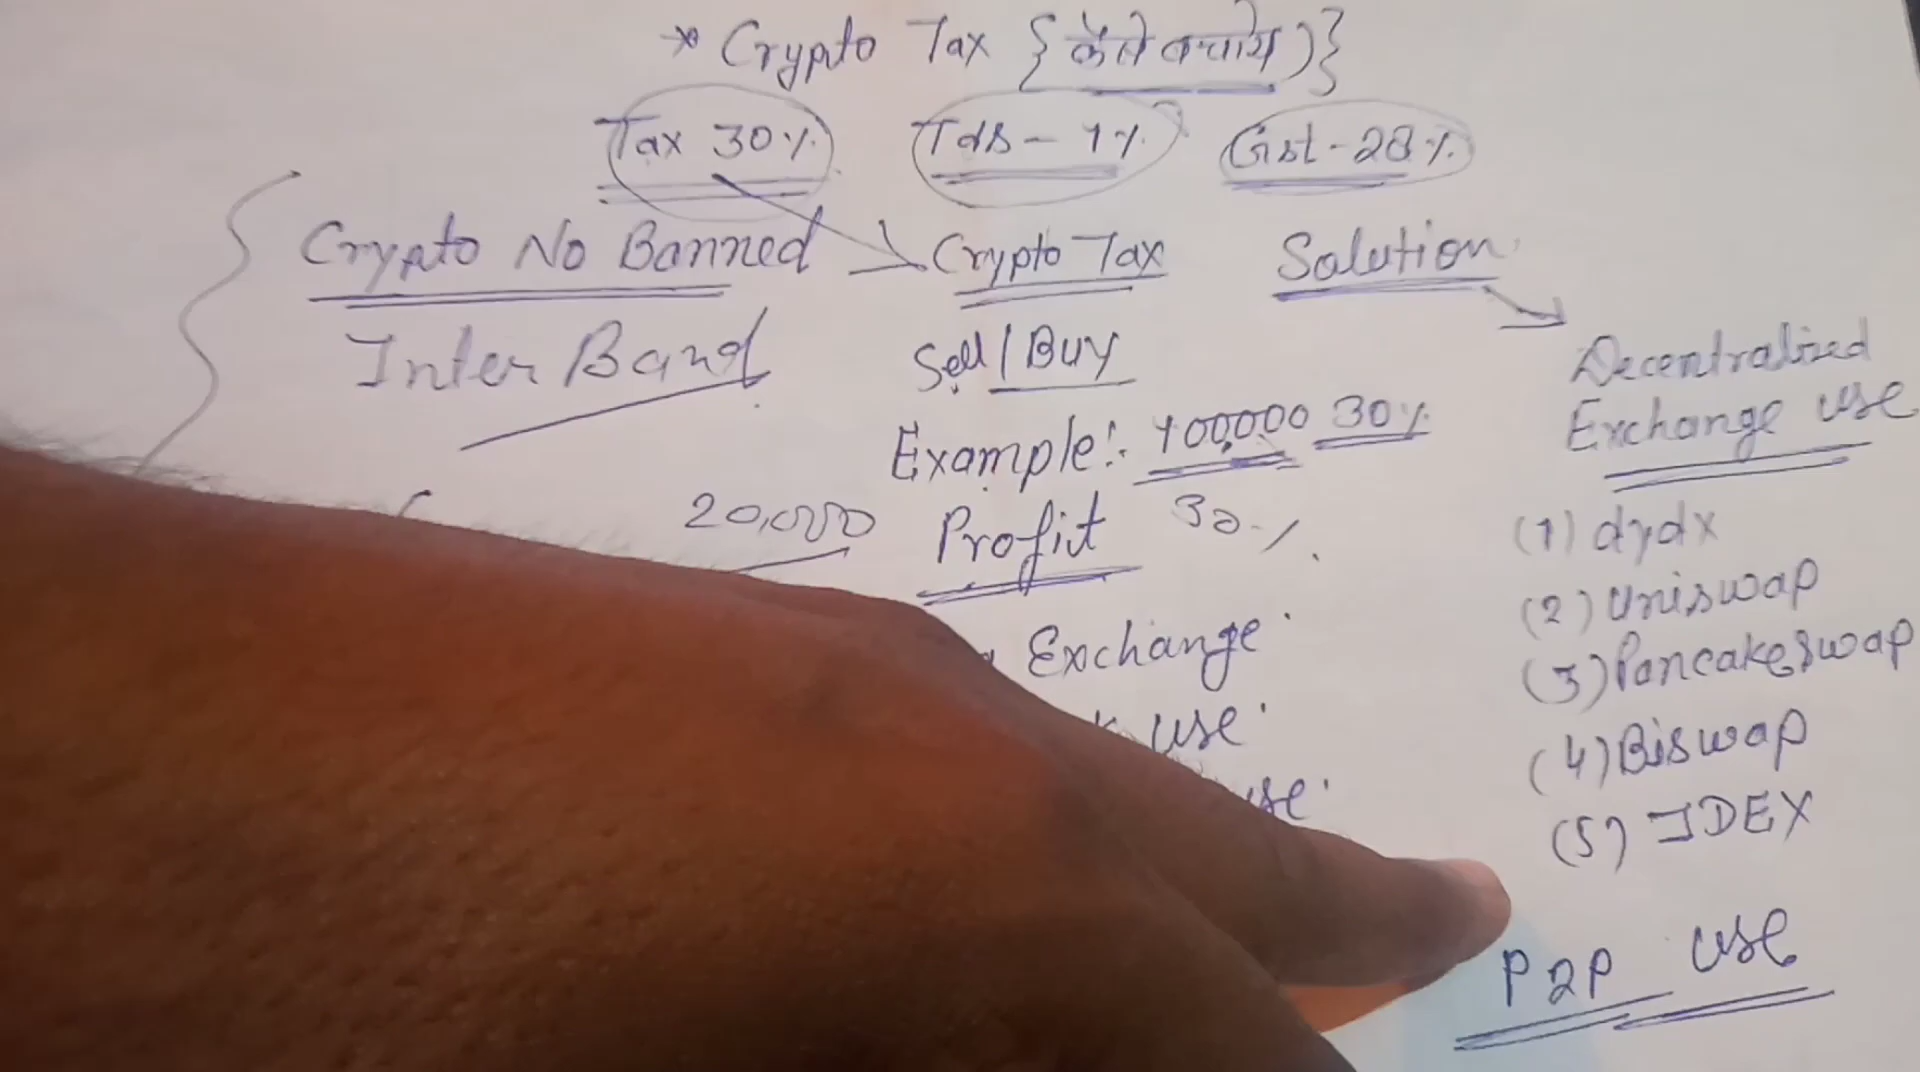 * Crypto Tax {कैसे बचाये)}
Tax 30% Tds - 1% Gst - 28%
Crypto No Banned
Inter Band
Crypto Tax
Sell / Buy
Example:- 100000 30%
20,000 Profit 30%.
Exchange.
use.
Solution
Decentralized
Exchange use
(1) dydx
(2) Uniswap
(3) Pancakeswap
(4) Biswap
(5) IDEX
P2P use